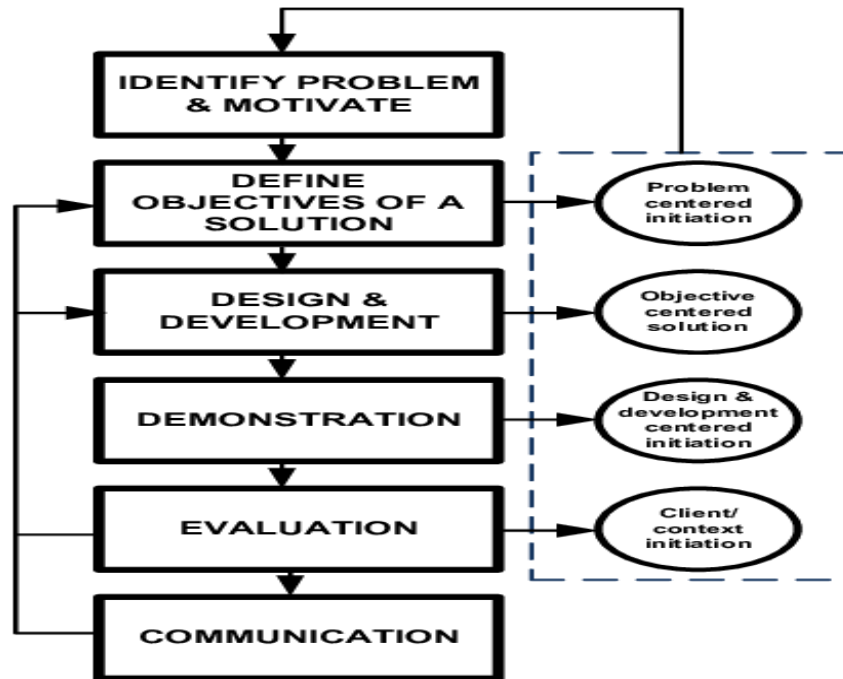 IDENTIFY PROBLEM
& MOTIVATE
DEFINE
OBJECTIVES OF A
SOLUTION
Problem
centered
initiation
DESIGN &
DEVELOPMENT
Objective
centered
solution
DEMONSTRATION
Design &
development
centered
initiation
EVALUATION
Client/
context
initiation
COMMUNICATION